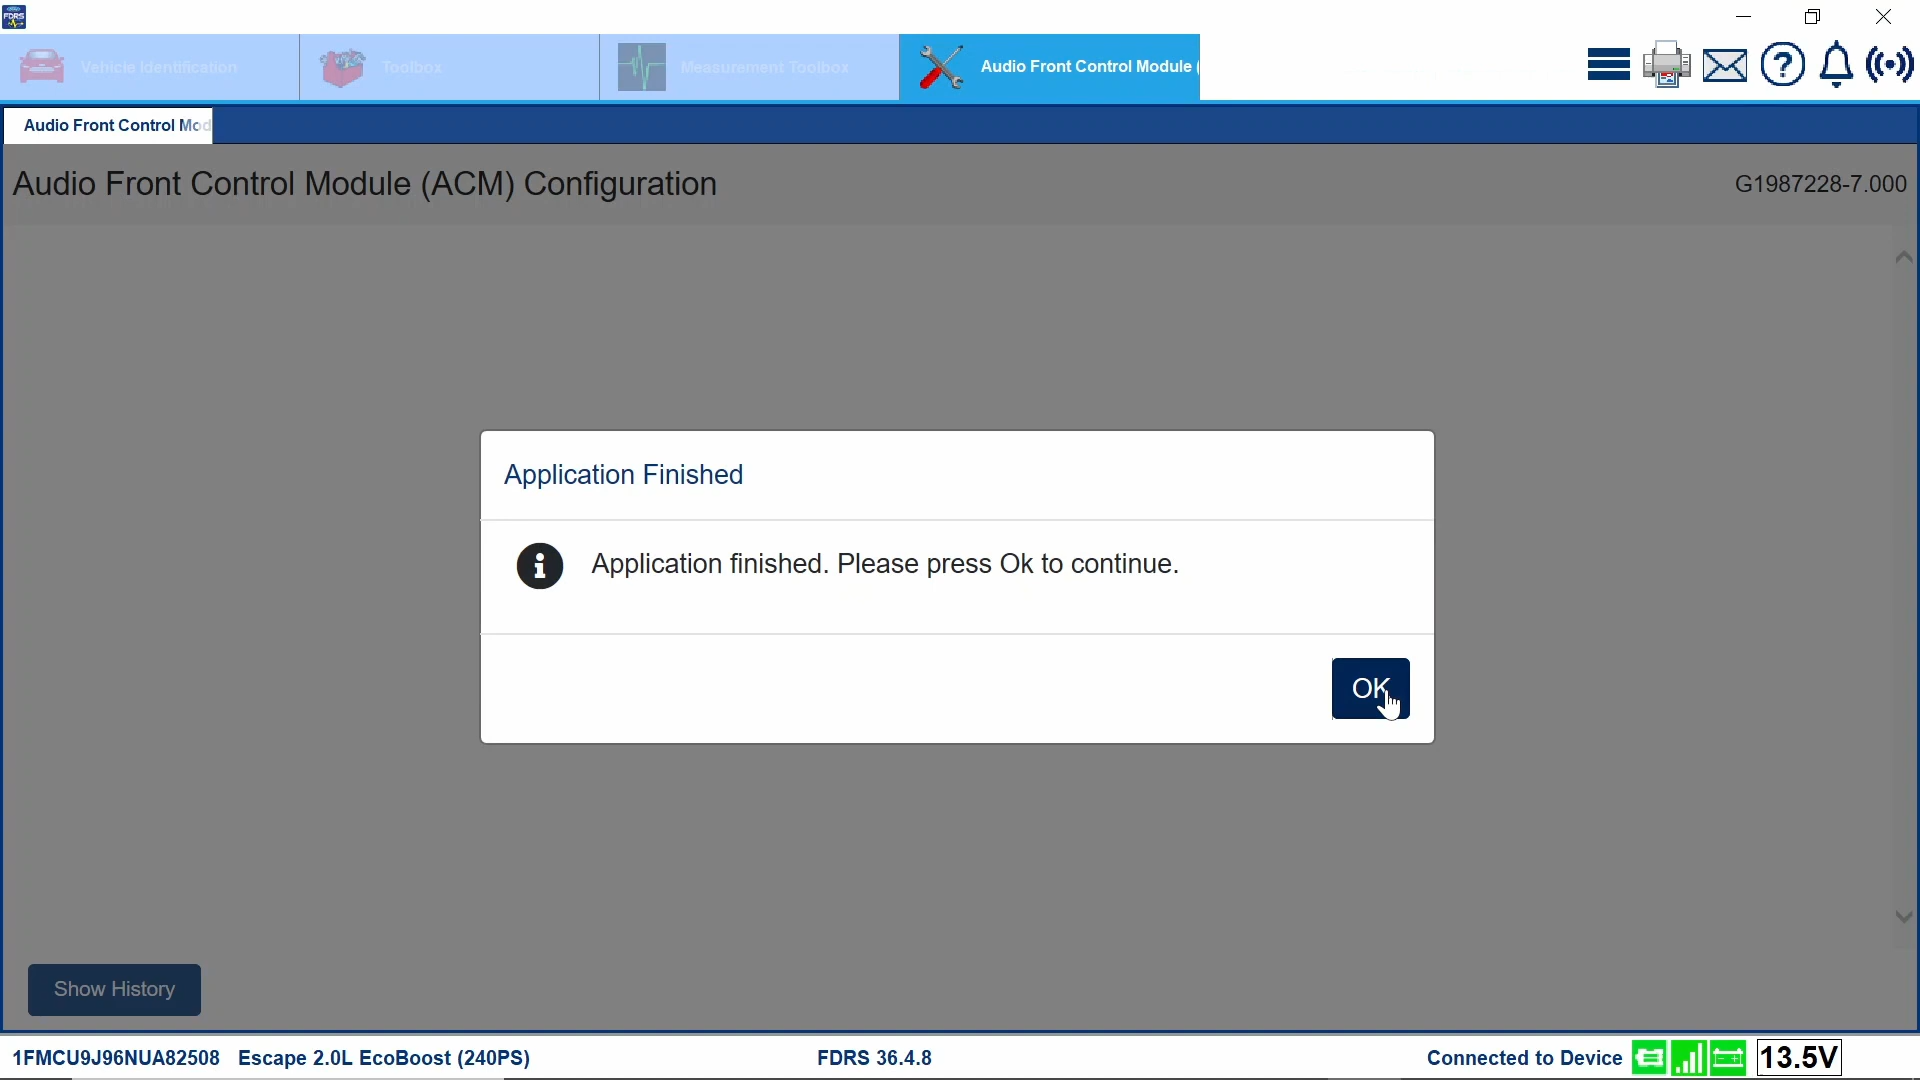 FDRS
Vehicle Identification
Toolbox
Measurement Toolbox
Audio Front Control Module (
Audio Front Control Mod
Audio Front Control Module (ACM) Configuration
G1987228-7.000
Application Finished
Application finished. Please press Ok to continue.
OK
Show History
1FMCU9J96NUA82508 Escape 2.0L EcoBoost (240PS)
FDRS 36.4.8
Connected to Device
13.5V